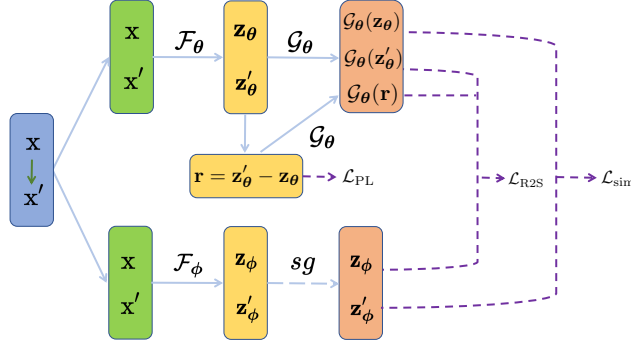 x
x′
x
x′
𝓕_θ
z_θ
z′_θ
𝓖_θ
𝓖_θ(z_θ)
𝓖_θ(z′_θ)
𝓖_θ(r)
𝓖_θ
r = z′_θ − z_θ
𝓛_PL
𝓛_R2S
𝓛_sim
x
x′
𝓕_ϕ
z_ϕ
z′_ϕ
sg
z_ϕ
z′_ϕ